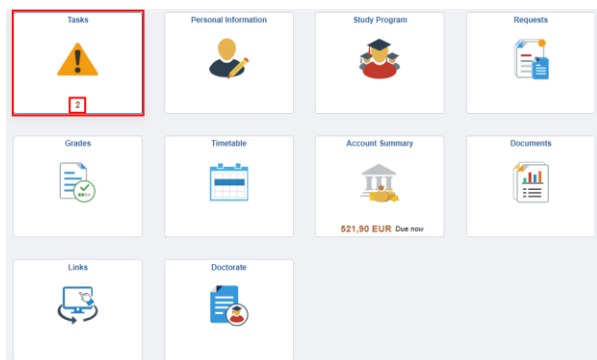 Tasks
Personal Information
Study Program
Requests
2
Grades
Timetable
Account Summary
Documents
521,90 EUR Due now
Links
Doctorate